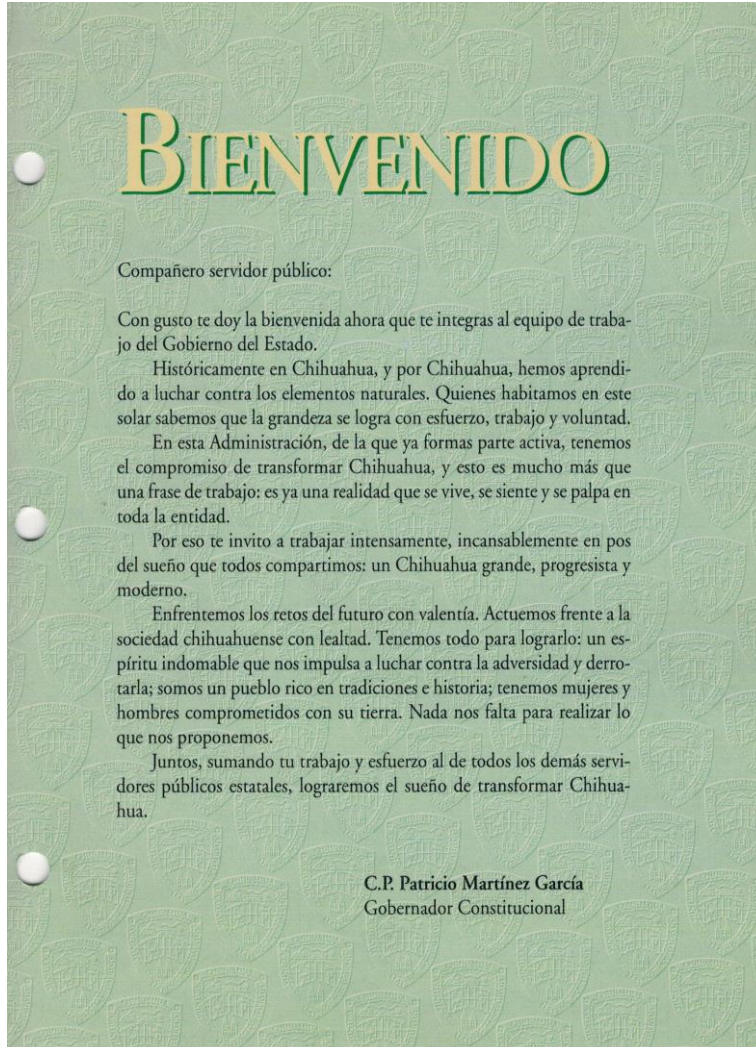 BIENVENIDO
Compañero servidor público:
Con gusto te doy la bienvenida ahora que te integras al equipo de traba-
jo del Gobierno del Estado.
Históricamente en Chihuahua, y por Chihuahua, hemos aprendi-
do a luchar contra los elementos naturales. Quienes habitamos en este
solar sabemos que la grandeza se logra con esfuerzo, trabajo y voluntad.
En esta Administración, de la que ya formas parte activa, tenemos
el compromiso de transformar Chihuahua, y esto es mucho más que
una frase de trabajo: es ya una realidad que se vive, se siente y se palpa en
toda la entidad.
Por eso te invito a trabajar intensamente, incansablemente en pos
del sueño que todos compartimos: un Chihuahua grande, progresista y
moderno.
Enfrentemos los retos del futuro con valentía. Actuemos frente a la
sociedad chihuahuense con lealtad. Tenemos todo para lograrlo: un es-
píritu indomable que nos impulsa a luchar contra la adversidad y derro-
tarla; somos un pueblo rico en tradiciones e historia; tenemos mujeres y
hombres comprometidos con su tierra. Nada nos falta para realizar lo
que nos proponemos.
Juntos, sumando tu trabajo y esfuerzo al de todos los demás servi-
dores públicos estatales, lograremos el sueño de transformar Chihua-
hua.
C.P. Patricio Martínez García
Gobernador Constitucional